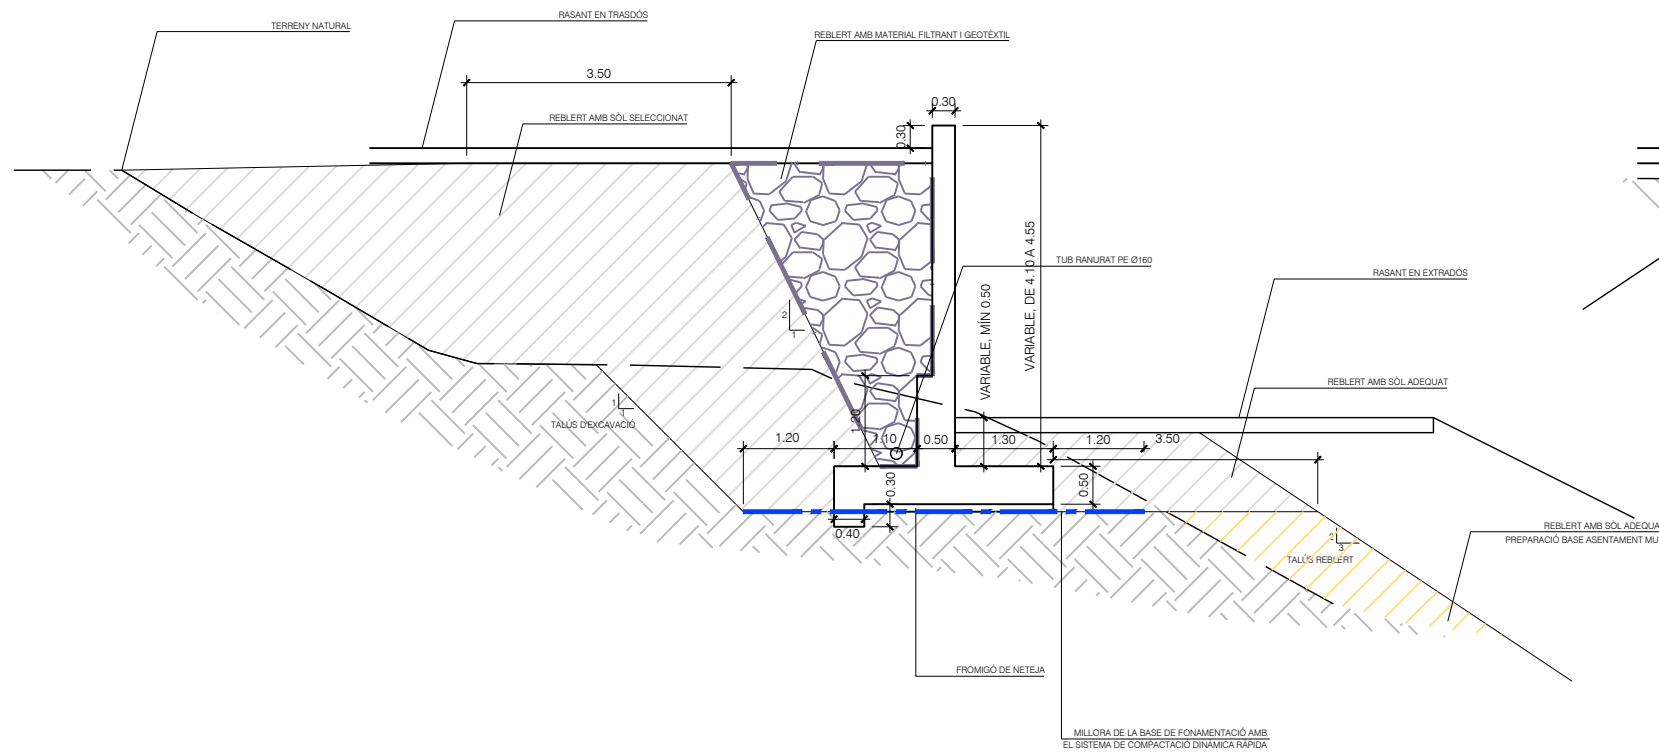 RASANT EN TRASDÓS
TERRENY NATURAL
REBLERT AMB MATERIAL FILTRANT I GEOTÈXTIL
3.50
0.30
REBLERT AMB SÒL SELECCIONAT
0.30
VARIABLE, DE 4.10 A 4.55
TUB RANURAT PE Ø160
RASANT EN EXTRADÓS
VARIABLE, MÍN 0.50
2
1
REBLERT AMB SÒL ADEQUAT
1
1
TALÚS D'EXCAVACIÓ
1.20
1.20
1.10
0.50
1.30
1.20
3.50
0.30
0.50
0.40
REBLERT AMB SÒL ADEQUA
PREPARACIÓ BASE ASENTAMENT MU
2
3
TALÚS REBLERT
FROMIGÓ DE NETEJA
MILLORA DE LA BASE DE FONAMENTACIÓ AMB
EL SISTEMA DE COMPACTACIÓ DINÀMICA RÀPIDA